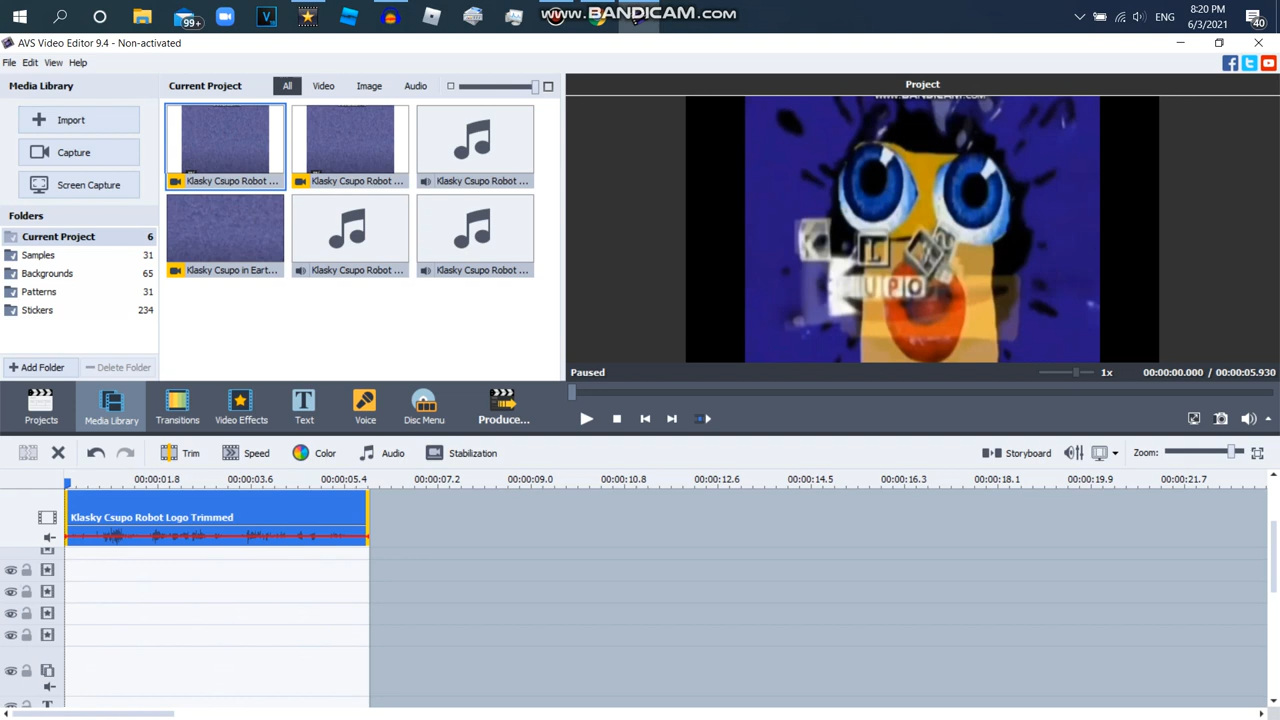 99+
www.BANDICAM.com
ENG
8:20 PM
6/3/2021
40
AVS Video Editor 9.4 - Non-activated
File Edit View Help
Media Library
Current Project
All
Video
Image
Audio
Project
Import
Capture
Screen Capture
Klasky Csupo Robot ...
Klasky Csupo Robot ...
Klasky Csupo Robot ...
Folders
Current Project 6
Samples 31
Backgrounds 65
Patterns 31
Stickers 234
Klasky Csupo in Eart...
Klasky Csupo Robot ...
Klasky Csupo Robot ...
www.BANDICAM.com
UPO
Add Folder
Delete Folder
Paused
1x
00:00:00.000 / 00:00:05.930
Projects
Media Library
Transitions
Video Effects
Text
Voice
Disc Menu
Produce...
Trim
Speed
Color
Audio
Stabilization
Storyboard
Zoom:
00:00:01.8 00:00:03.6 00:00:05.4 00:00:07.2 00:00:09.0 00:00:10.8 00:00:12.6 00:00:14.5 00:00:16.3 00:00:18.1 00:00:19.9 00:00:21.7
Klasky Csupo Robot Logo Trimmed